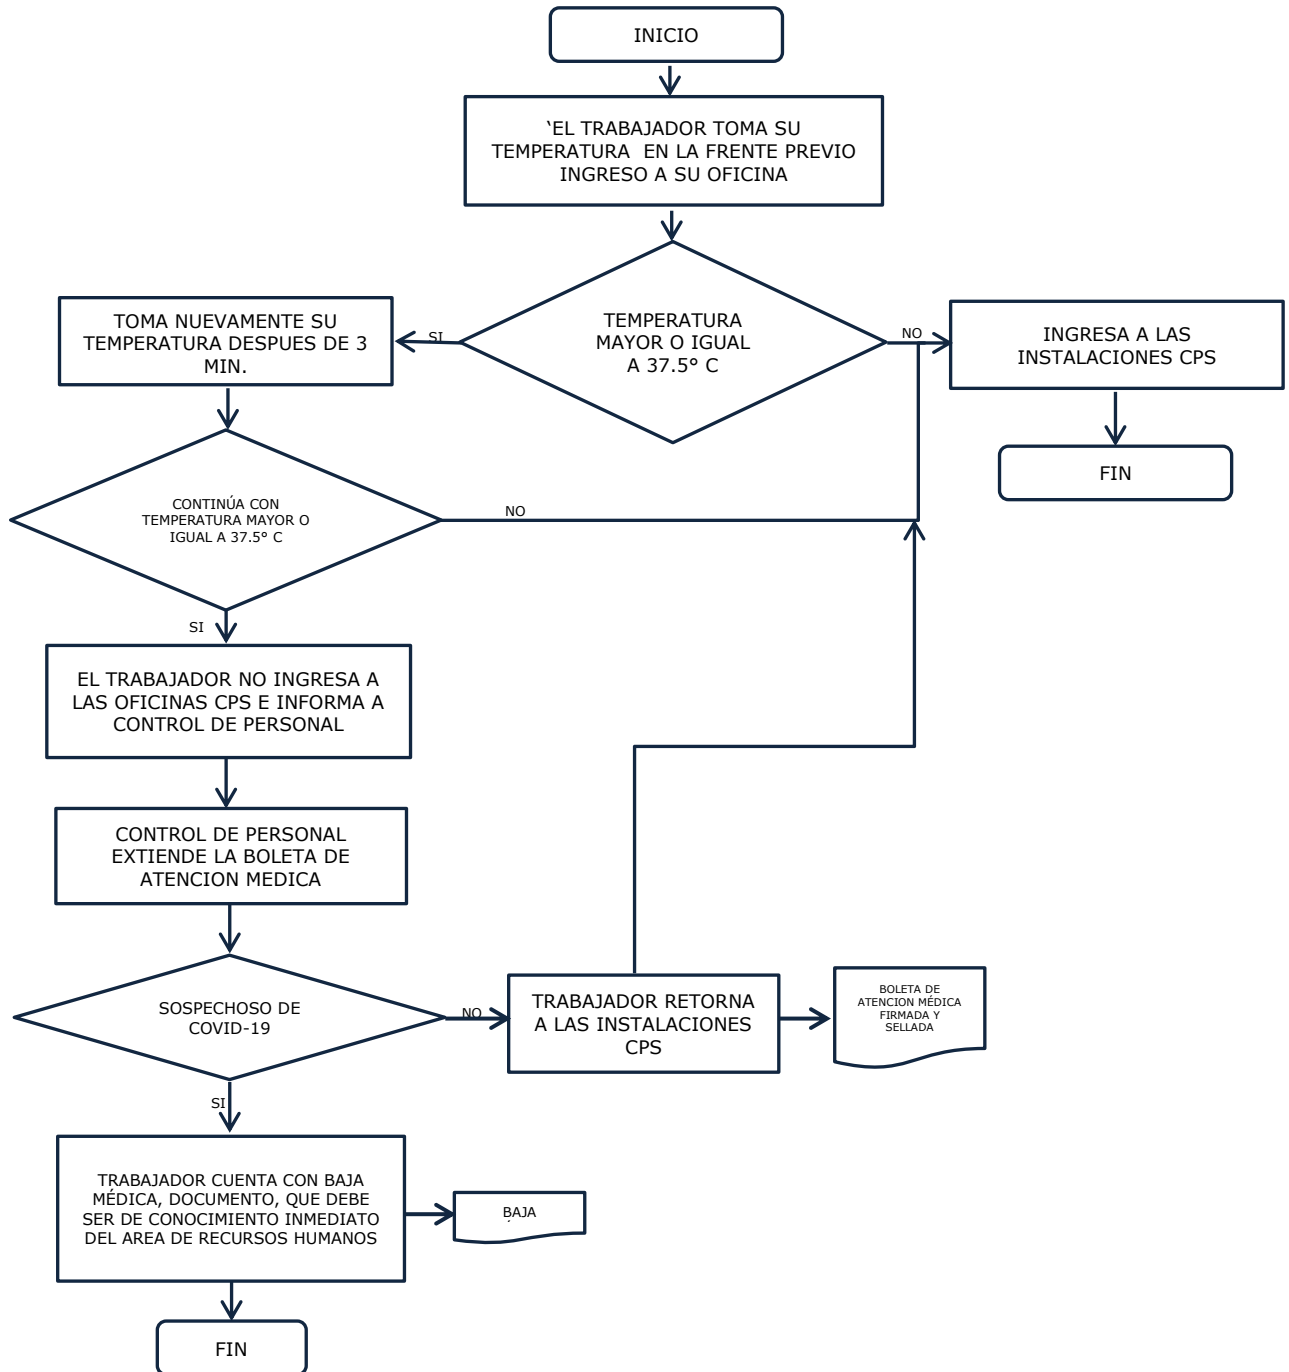 INICIO
‘EL TRABAJADOR TOMA SU
TEMPERATURA EN LA FRENTE PREVIO
INGRESO A SU OFICINA
TEMPERATURA
MAYOR O IGUAL
A 37.5° C
SI
NO
TOMA NUEVAMENTE SU
TEMPERATURA DESPUES DE 3
MIN.
INGRESA A LAS
INSTALACIONES CPS
FIN
CONTINÚA CON
TEMPERATURA MAYOR O
IGUAL A 37.5° C
NO
SI
EL TRABAJADOR NO INGRESA A
LAS OFICINAS CPS E INFORMA A
CONTROL DE PERSONAL
CONTROL DE PERSONAL
EXTIENDE LA BOLETA DE
ATENCION MEDICA
SOSPECHOSO DE
COVID-19
NO
TRABAJADOR RETORNA
A LAS INSTALACIONES
CPS
BOLETA DE
ATENCION MÉDICA
FIRMADA Y
SELLADA
SI
TRABAJADOR CUENTA CON BAJA
MÉDICA, DOCUMENTO, QUE DEBE
SER DE CONOCIMIENTO INMEDIATO
DEL AREA DE RECURSOS HUMANOS
BAJA
FIN